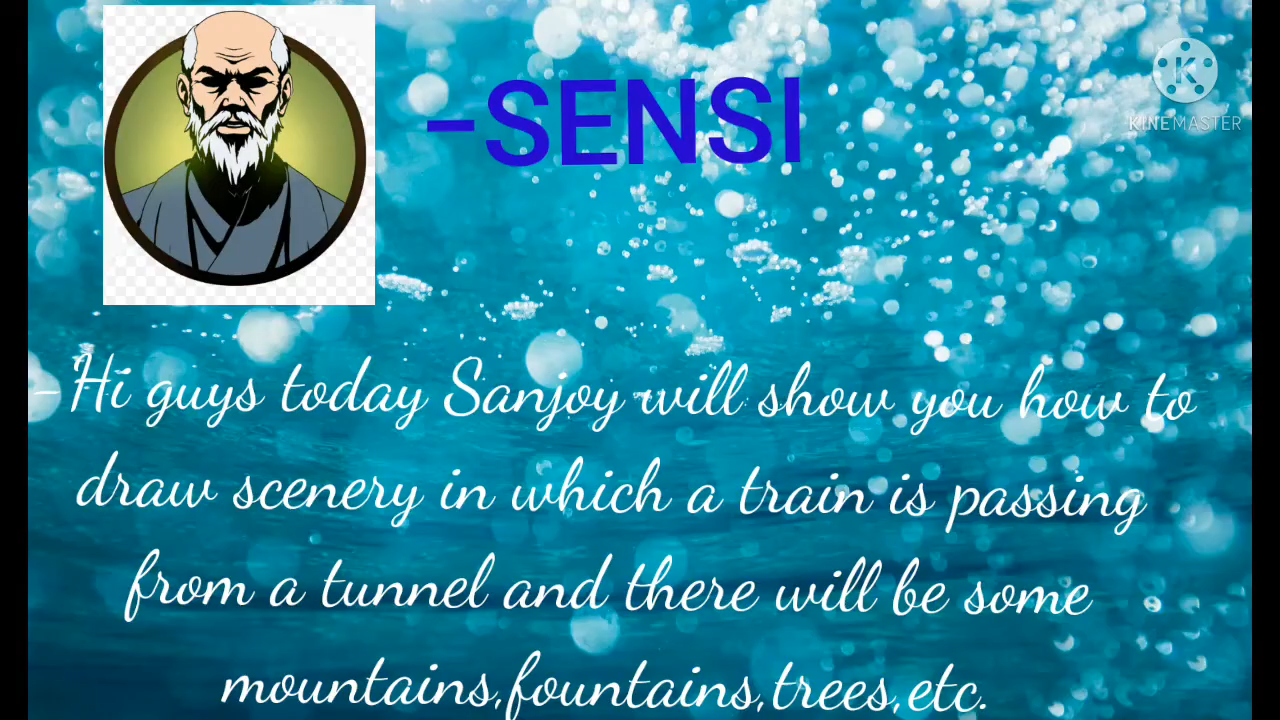 -SENSI
K
KINEMASTER
-Hi guys today Sanjoy will show you how to
draw scenery in which a train is passing
from a tunnel and there will be some
mountains,fountains,trees,etc.